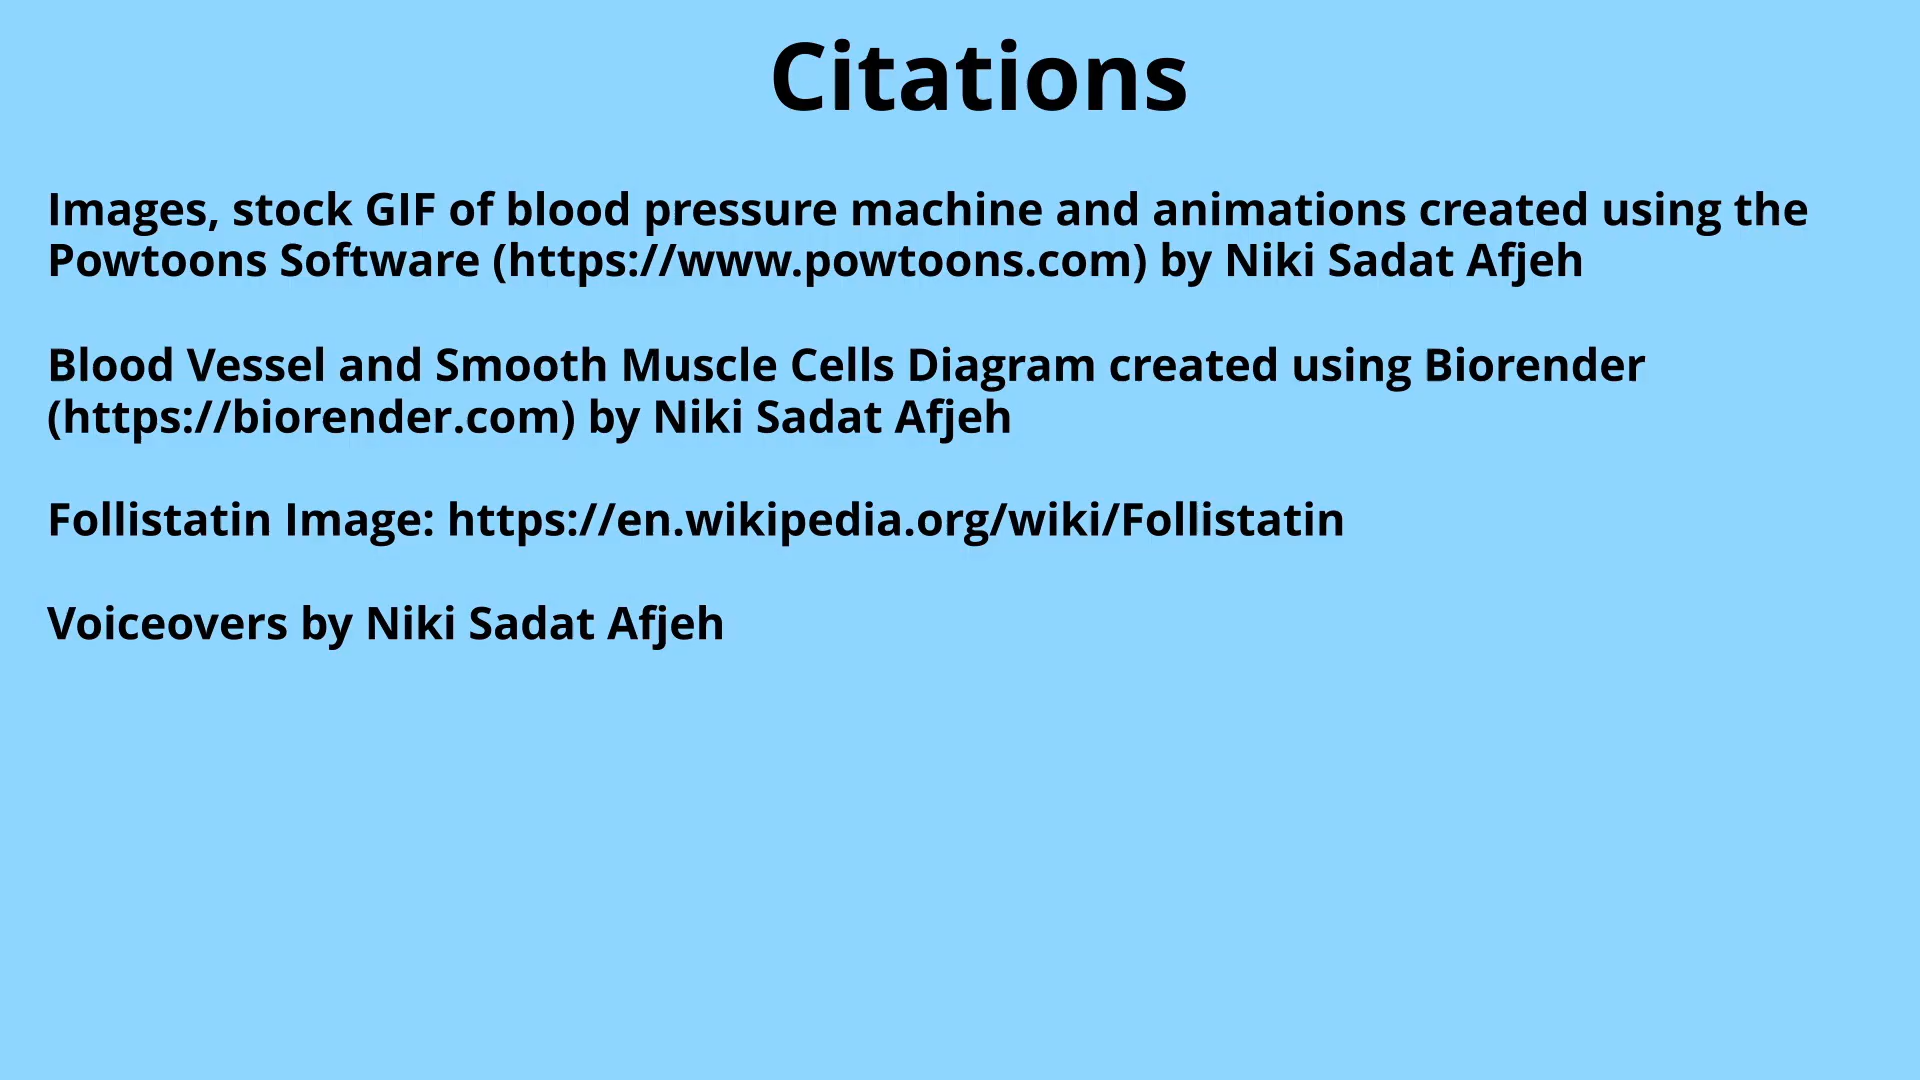 Citations
Images, stock GIF of blood pressure machine and animations created using the
Powtoons Software (https://www.powtoons.com) by Niki Sadat Afjeh
Blood Vessel and Smooth Muscle Cells Diagram created using Biorender
(https://biorender.com) by Niki Sadat Afjeh
Follistatin Image: https://en.wikipedia.org/wiki/Follistatin
Voiceovers by Niki Sadat Afjeh